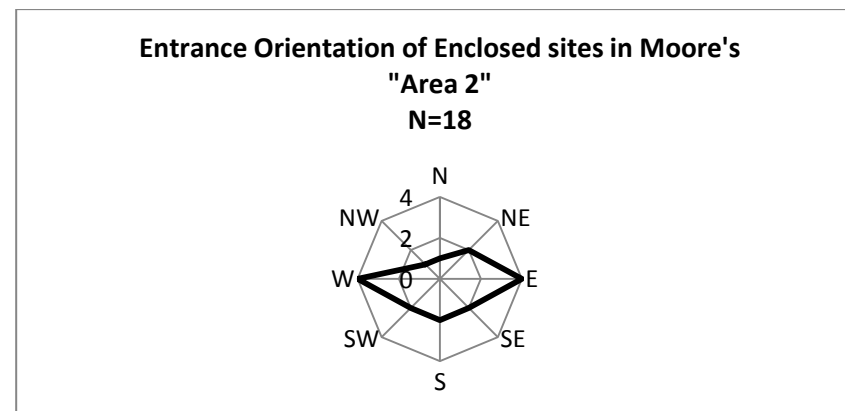 Entrance Orientation of Enclosed sites in Moore's
"Area 2"
N=18
N
4
NW
NE
2
W
0
E
SW
SE
S